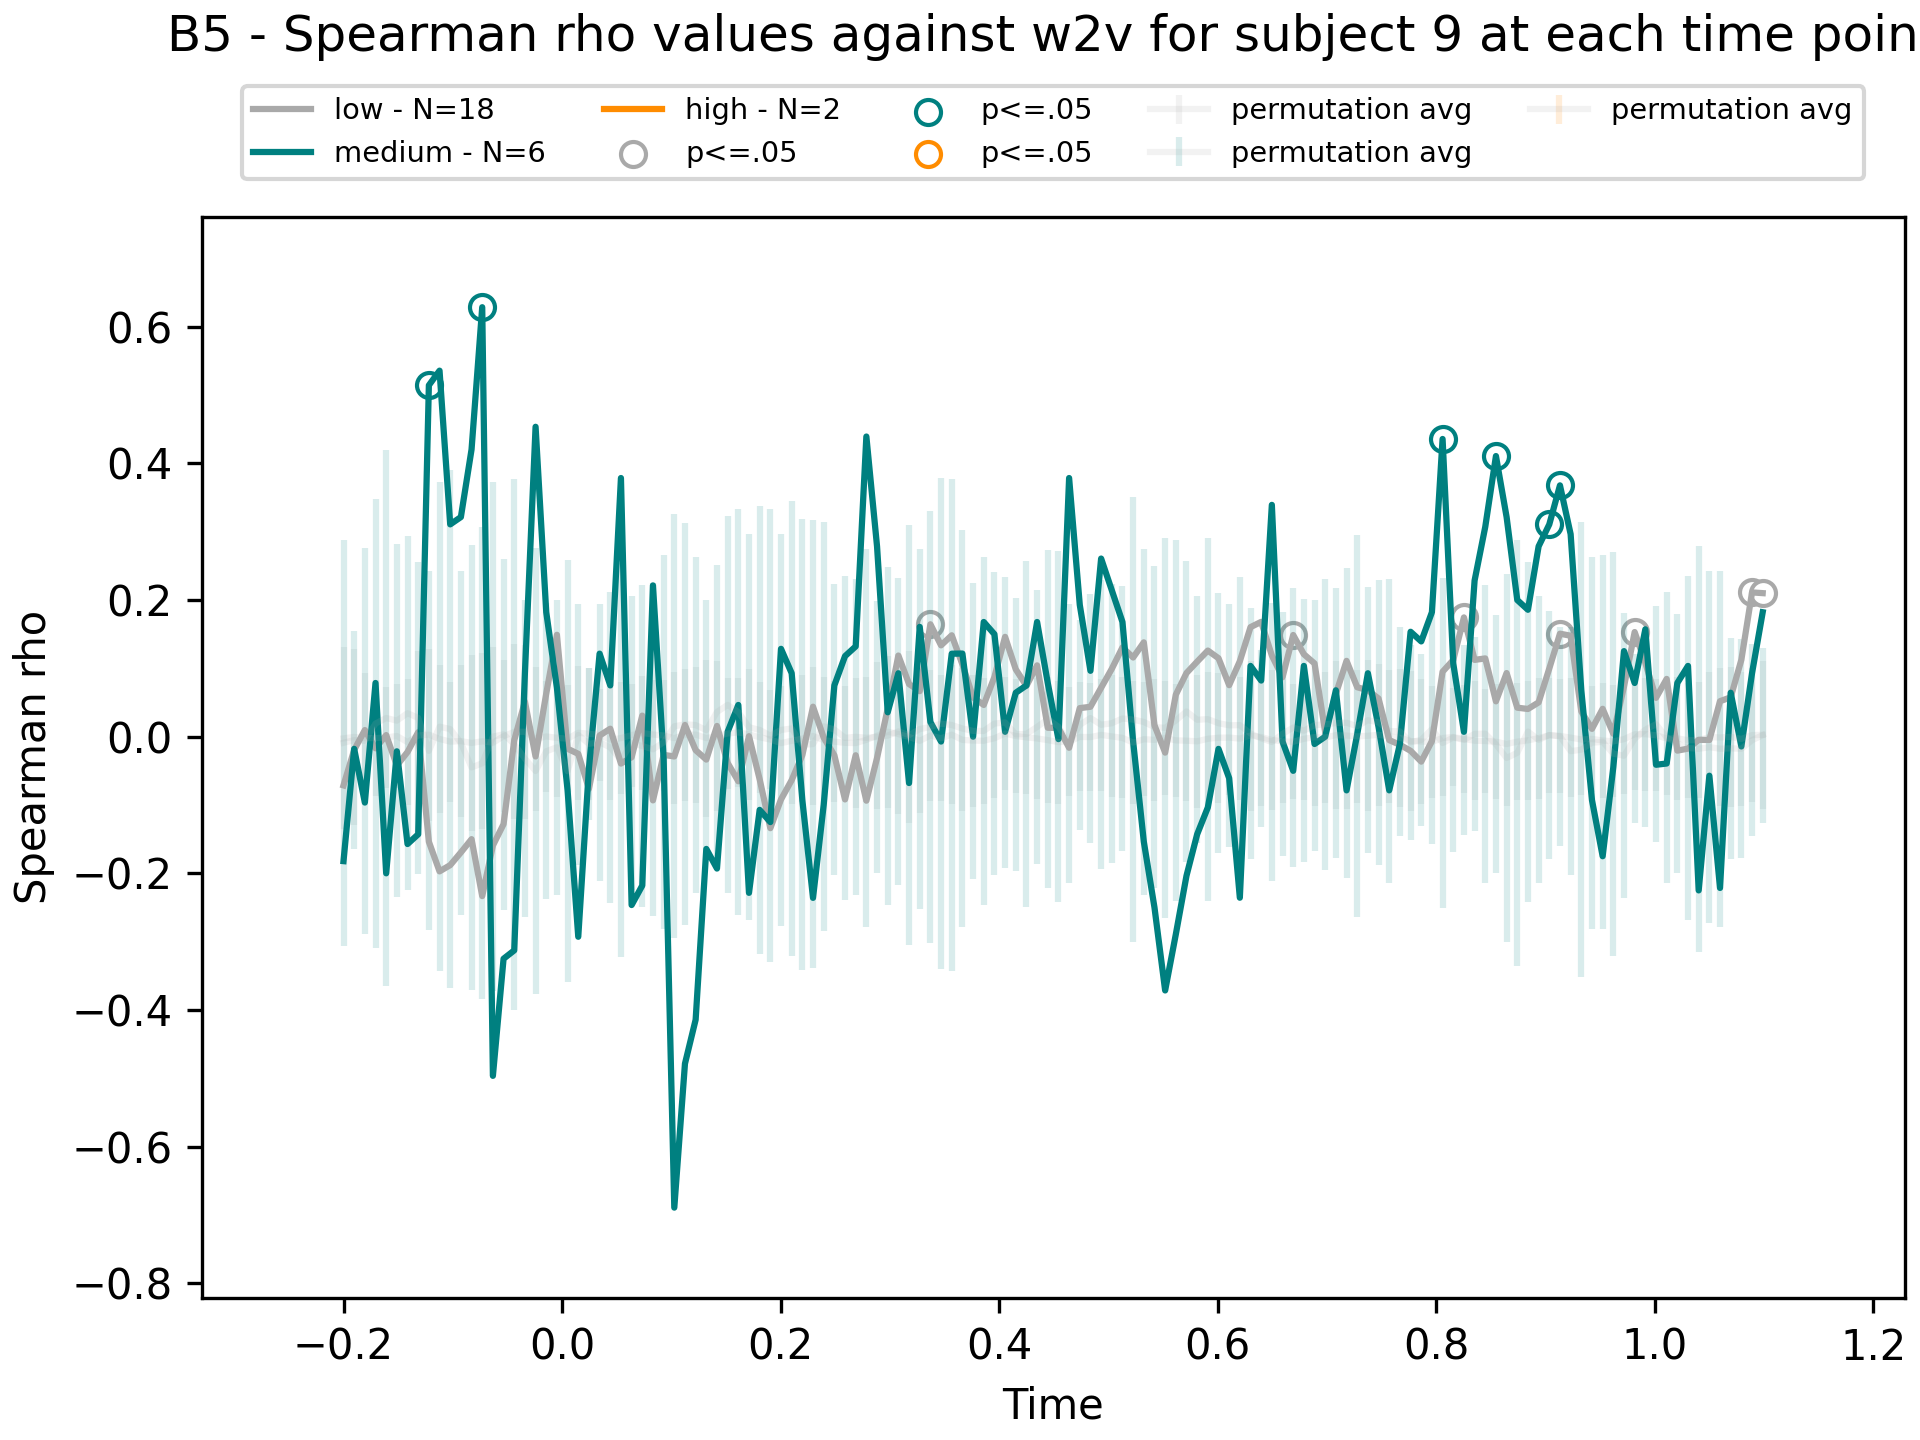 B5 - Spearman rho values against w2v for subject 9 at each time poin
low - N=18
medium - N=6
high - N=2
p<=.05
p<=.05
p<=.05
permutation avg
permutation avg
permutation avg
Spearman rho
0.6
0.4
0.2
0.0
−0.2
−0.4
−0.6
−0.8
−0.2 0.0 0.2 0.4 0.6 0.8 1.0 1.2
Time